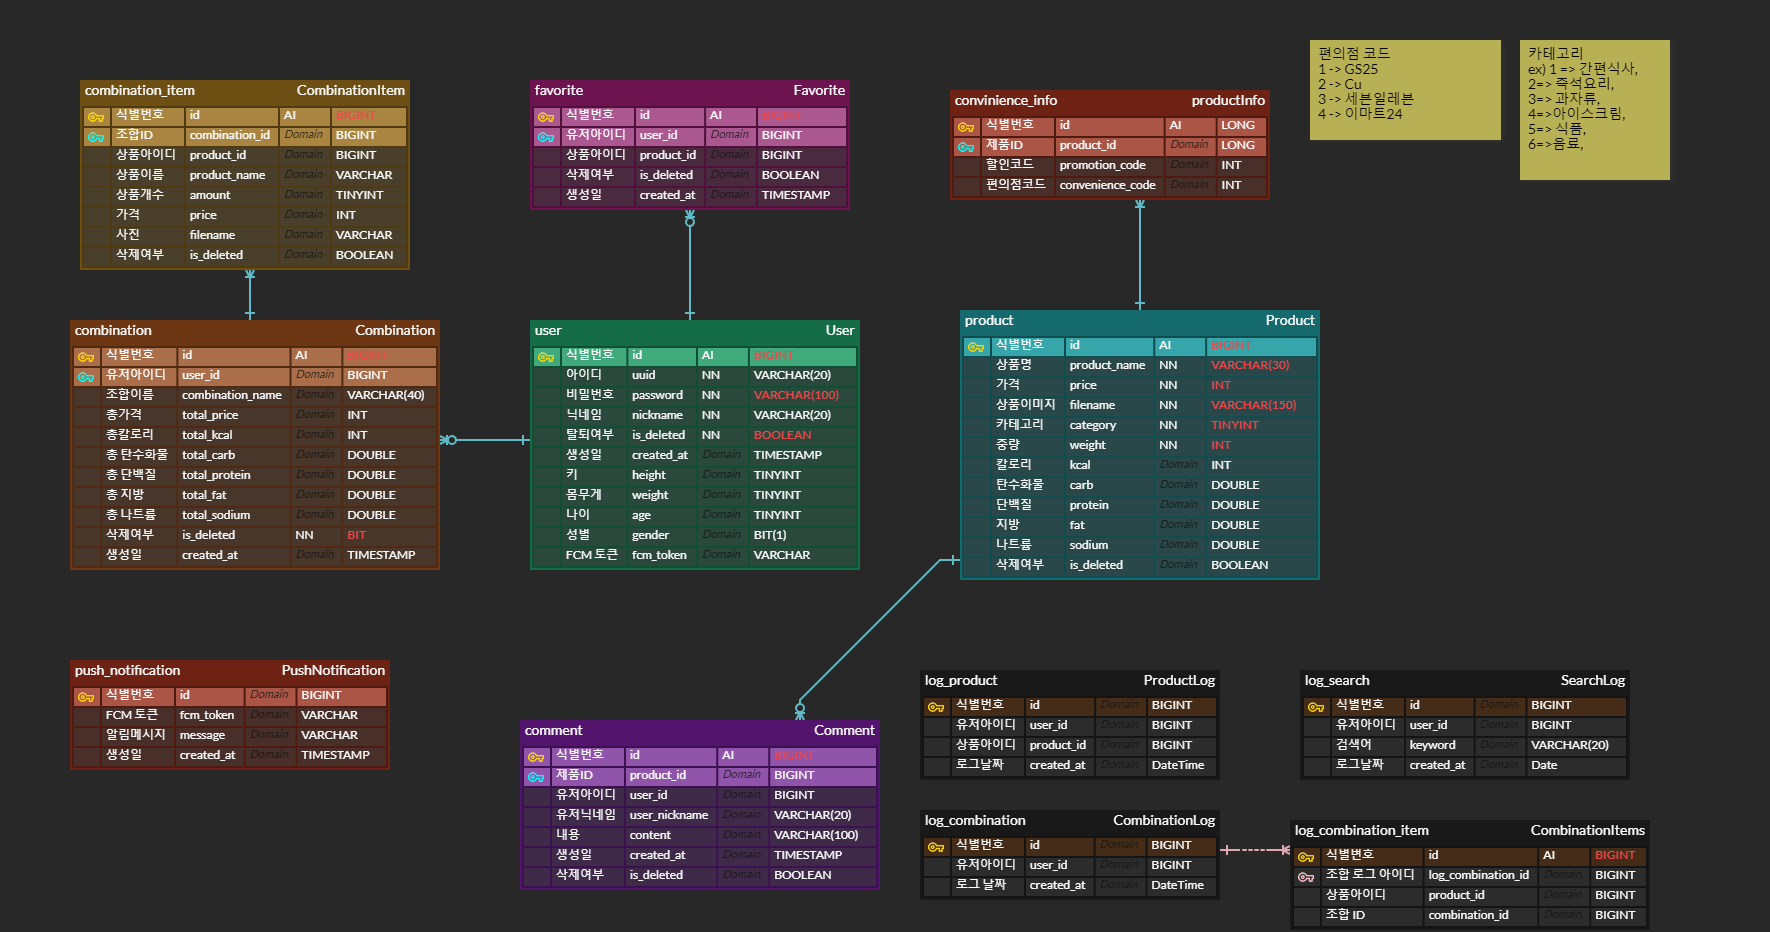 편의점 코드
1 -> GS25
2 -> Cu
3 -> 세븐일레븐
4 -> 이마트24
카테고리
ex) 1 => 간편식사,
2=> 즉석요리,
3=> 과자류,
4=>아이스크림,
5=> 식품,
6=>음료,
combination_item CombinationItem
식별번호 id AI BIGINT
조합ID combination_id Domain BIGINT
상품아이디 product_id Domain BIGINT
상품이름 product_name Domain VARCHAR
상품개수 amount Domain TINYINT
가격 price Domain INT
사진 filename Domain VARCHAR
삭제여부 is_deleted Domain BOOLEAN
favorite Favorite
식별번호 id AI BIGINT
유저아이디 user_id Domain BIGINT
상품아이디 product_id Domain BIGINT
삭제여부 is_deleted Domain BOOLEAN
생성일 created_at Domain TIMESTAMP
convinience_info productInfo
식별번호 id AI LONG
제품ID product_id Domain LONG
할인코드 promotion_code Domain INT
편의점코드 convenience_code Domain INT
combination Combination
식별번호 id AI BIGINT
유저아이디 user_id Domain BIGINT
조합이름 combination_name Domain VARCHAR(40)
총가격 total_price Domain INT
총칼로리 total_kcal Domain INT
총 탄수화물 total_carb Domain DOUBLE
총 단백질 total_protein Domain DOUBLE
총 지방 total_fat Domain DOUBLE
총 나트륨 total_sodium Domain DOUBLE
삭제여부 is_deleted NN BIT
생성일 created_at Domain TIMESTAMP
user User
식별번호 id AI BIGINT
아이디 uuid NN VARCHAR(20)
비밀번호 password NN VARCHAR(100)
닉네임 nickname NN VARCHAR(20)
탈퇴여부 is_deleted NN BOOLEAN
생성일 created_at Domain TIMESTAMP
키 height Domain TINYINT
몸무게 weight Domain TINYINT
나이 age Domain TINYINT
성별 gender Domain BIT(1)
FCM 토큰 fcm_token Domain VARCHAR
product Product
식별번호 id AI BIGINT
상품명 product_name NN VARCHAR(30)
가격 price NN INT
상품이미지 filename NN VARCHAR(150)
카테고리 category NN TINYINT
중량 weight NN INT
칼로리 kcal Domain INT
탄수화물 carb Domain DOUBLE
단백질 protein Domain DOUBLE
지방 fat Domain DOUBLE
나트륨 sodium Domain DOUBLE
삭제여부 is_deleted Domain BOOLEAN
push_notification PushNotification
식별번호 id Domain BIGINT
FCM 토큰 fcm_token Domain VARCHAR
알림메시지 message Domain VARCHAR
생성일 created_at Domain TIMESTAMP
comment Comment
식별번호 id AI BIGINT
제품ID product_id Domain BIGINT
유저아이디 user_id Domain BIGINT
유저닉네임 user_nickname Domain VARCHAR(20)
내용 content Domain VARCHAR(100)
생성일 created_at Domain TIMESTAMP
삭제여부 is_deleted Domain BOOLEAN
log_product ProductLog
식별번호 id Domain BIGINT
유저아이디 user_id Domain BIGINT
상품아이디 product_id Domain BIGINT
로그날짜 created_at Domain DateTime
log_search SearchLog
식별번호 id Domain BIGINT
유저아이디 user_id Domain BIGINT
검색어 keyword Domain VARCHAR(20)
로그날짜 created_at Domain Date
log_combination CombinationLog
식별번호 id Domain BIGINT
유저아이디 user_id Domain BIGINT
로그 날짜 created_at Domain DateTime
log_combination_item CombinationItems
식별번호 id AI BIGINT
조합 로그 아이디 log_combination_id Domain BIGINT
상품아이디 product_id Domain BIGINT
조합 ID combination_id Domain BIGINT